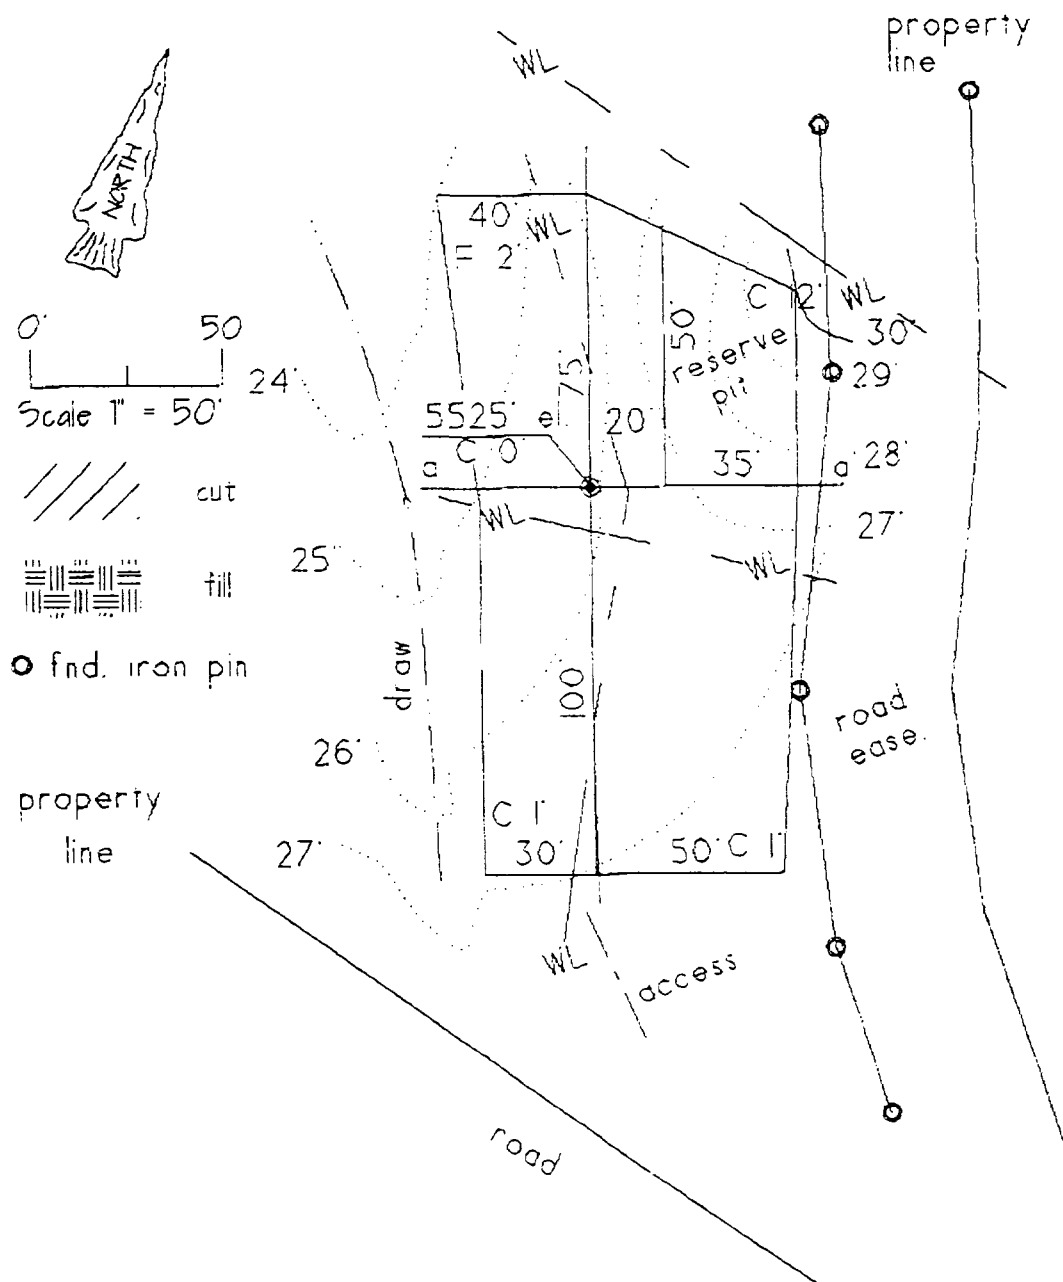 property
line
WL
NORTH
40'
WL
F 2'
C 12'
WL
0'
50
30'
50'
reserve
pit
29'
75'
24'
Scale 1" = 50'
5525'
e
20'
C 0'
35'
28'
a
a'
cut
WL
27'
25'
WL
fill
fnd. iron pin
draw
100
road
ease.
26'
property
line
C 1'
27'
30'
50'
C 1'
WL
access
road